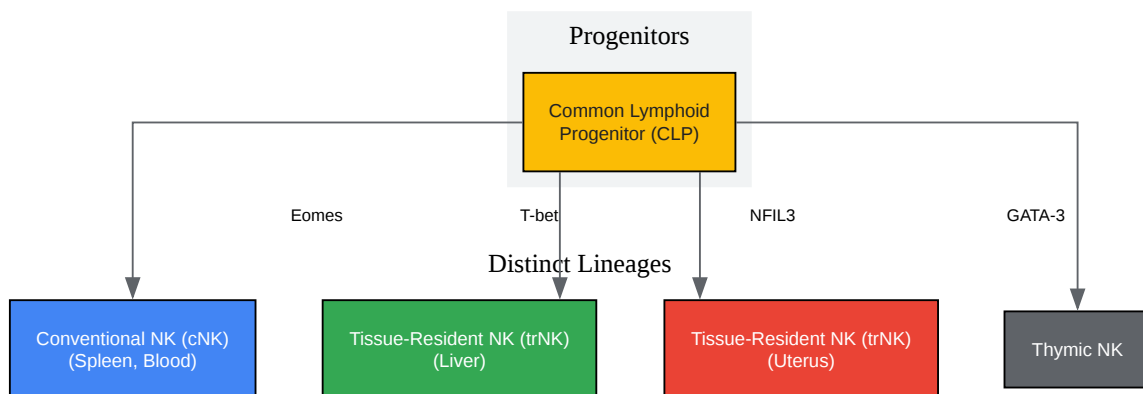 Progenitors
Common Lymphoid
Progenitor (CLP)
Eomes
T-bet
NFIL3
GATA-3
Distinct Lineages
Conventional NK (cNK)
(Spleen, Blood)
Tissue-Resident NK (trNK)
(Liver)
Tissue-Resident NK (trNK)
(Uterus)
Thymic NK